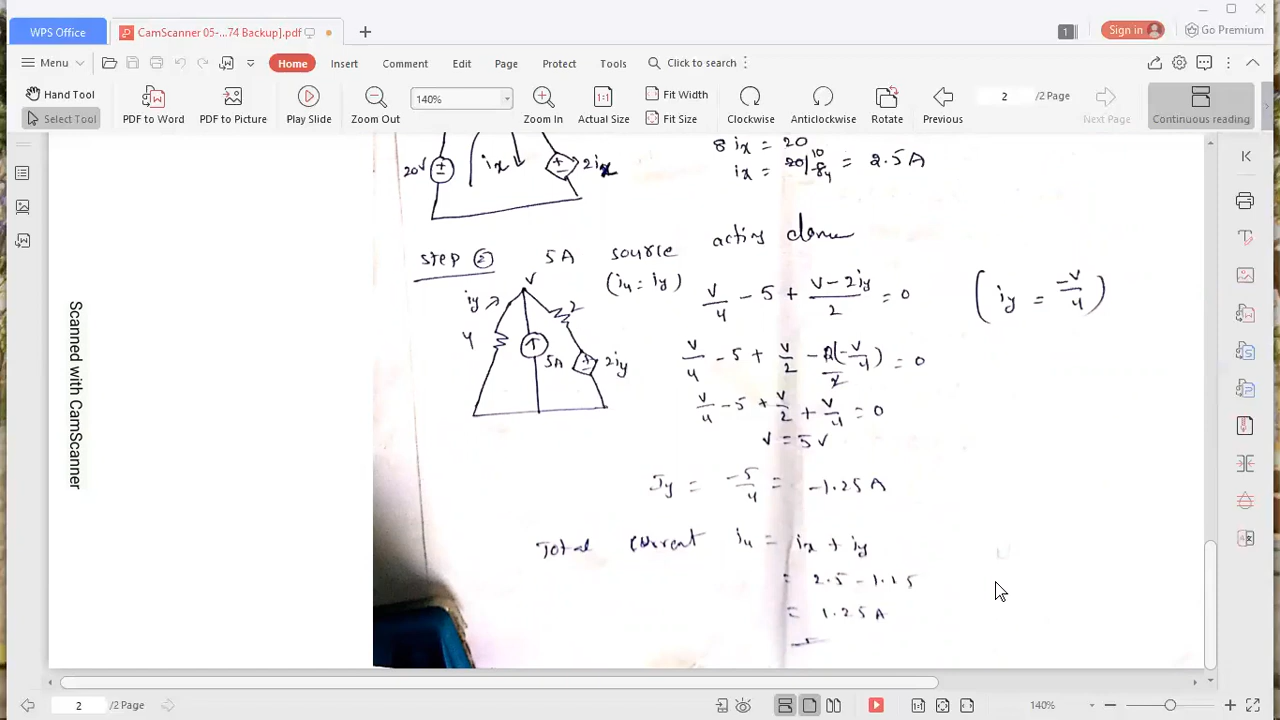 WPS Office
CamScanner 05-...74 Backup].pdf
1
Sign in
Go Premium
Menu
Home
Insert
Comment
Edit
Page
Protect
Tools
Click to search
Hand Tool
Select Tool
PDF to Word
PDF to Picture
Play Slide
Zoom Out
140%
Zoom In
1:1
Actual Size
Fit Width
Fit Size
Clockwise
Anticlockwise
Rotate
Previous
2
/2 Page
Next Page
Continuous reading
Scanned with CamScanner
20V
ix
2ix
8 ix = 20
ix = 20/8 = 2.5 A
step ②
5A source acting alone
(i4 = iy)
V
iy
4
2
5A
2iy
V/4 - 5 + (V - 2iy)/2 = 0
(iy = -V/4)
V/4 - 5 + V/2 - 2(-V/4)/2 = 0
V/4 - 5 + V/2 + V/4 = 0
V = 5V
Iy = -5/4 = -1.25 A
Total current i4 = ix + iy
= 2.5 - 1.25
= 1.25 A
2
/2 Page
140%